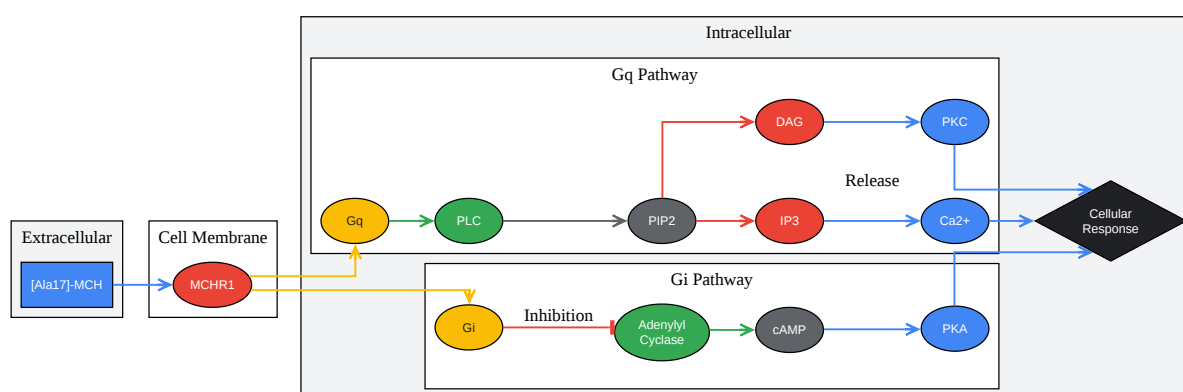 Intracellular
Gq Pathway
DAG
PKC
Release
Gq
PLC
PIP2
IP3
Ca2+
Cellular
Response
Extracellular
[Ala17]-MCH
Cell Membrane
MCHR1
Gi Pathway
Gi
Inhibition
Adenylyl
Cyclase
cAMP
PKA